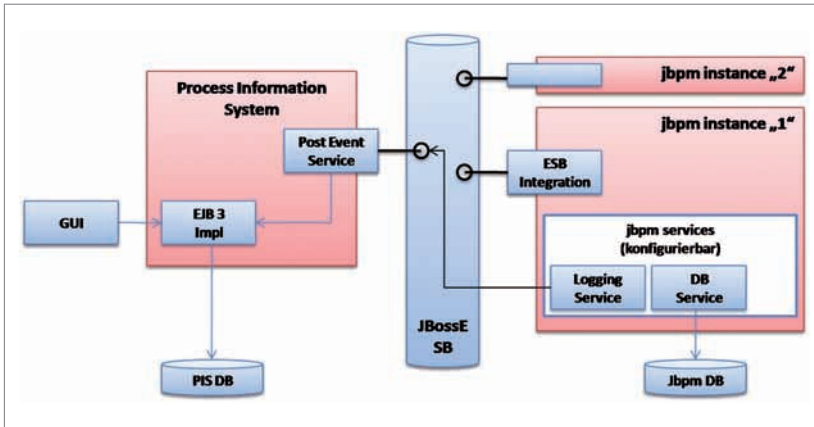 Process Information
System
Post Event
Service
GUI
EJB 3
Impl
PIS DB
JBossE
SB
jbpm instance „2“
jbpm instance „1“
ESB
Integration
jbpm services
(konfigurierbar)
Logging
Service
DB
Service
Jbpm DB